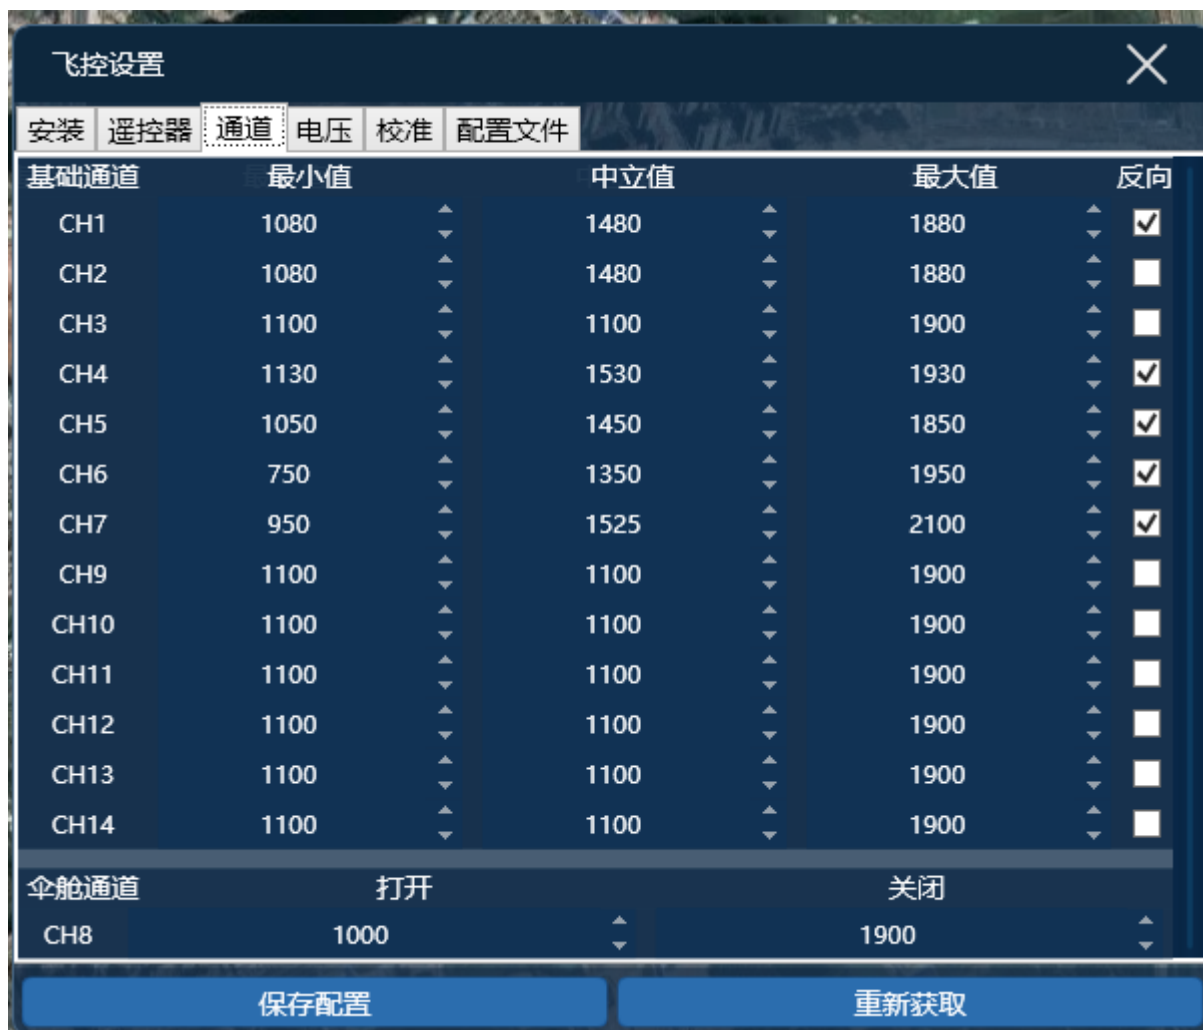 飞控设置
安装 遥控器 通道 电压 校准 配置文件
基础通道 最小值 中立值 最大值 反向
CH1 1080 1480 1880
CH2 1080 1480 1880
CH3 1100 1100 1900
CH4 1130 1530 1930
CH5 1050 1450 1850
CH6 750 1350 1950
CH7 950 1525 2100
CH9 1100 1100 1900
CH10 1100 1100 1900
CH11 1100 1100 1900
CH12 1100 1100 1900
CH13 1100 1100 1900
CH14 1100 1100 1900
伞舱通道 打开 关闭
CH8 1000 1900
保存配置 重新获取